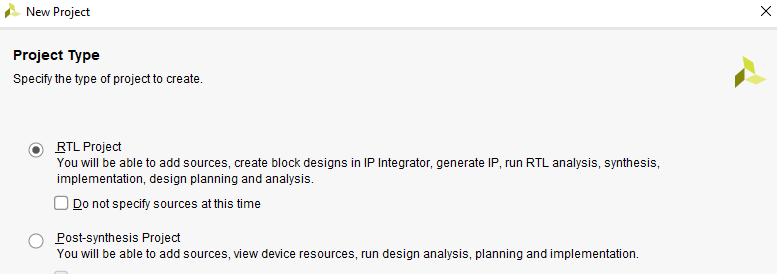 New Project
Project Type
Specify the type of project to create.
RTL Project
You will be able to add sources, create block designs in IP Integrator, generate IP, run RTL analysis, synthesis,
implementation, design planning and analysis.
Do not specify sources at this time
Post-synthesis Project
You will be able to add sources, view device resources, run design analysis, planning and implementation.